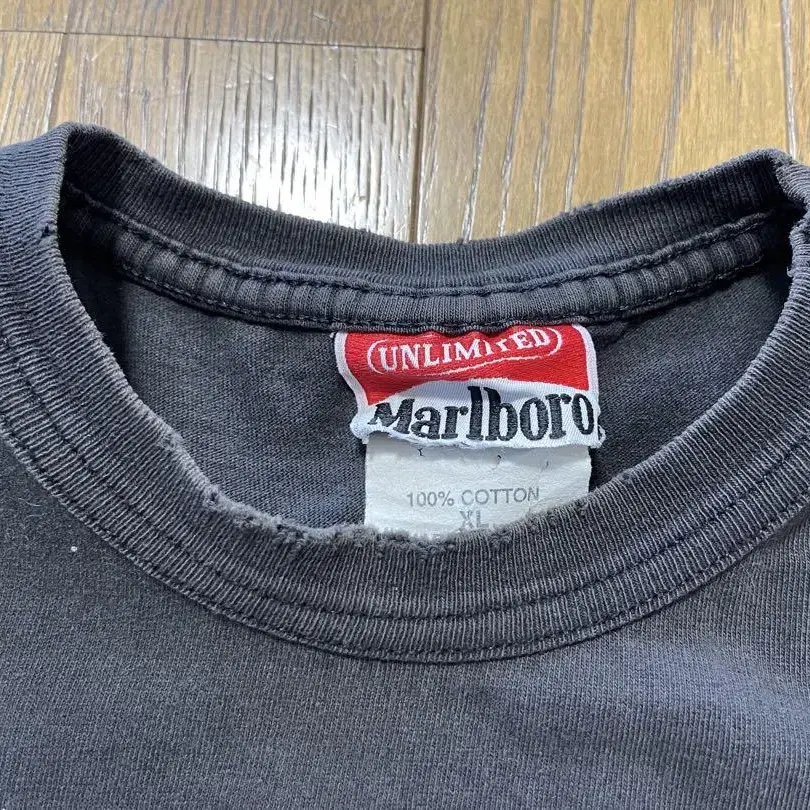 UNLIMITED
Marlboro
100% COTTON
XL